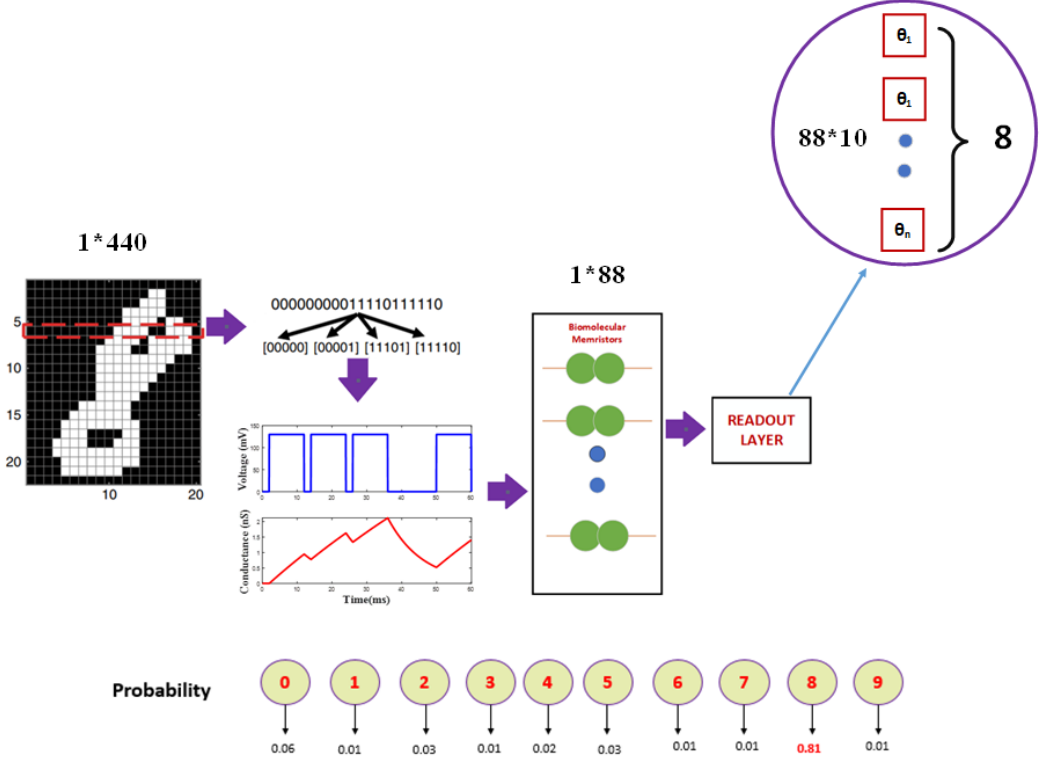 1*440
5
10
15
20
10
20
00000000011110111110
[00000] [00001] [11101] [11110]
Voltage (mV)
150
100
50
0
0 10 20 30 40 50 60
Conductance (nS)
2
1.5
1
0.5
0
0 10 20 30 40 50 60
Time(ms)
1*88
Biomolecular
Memristors
READOUT
LAYER
88*10
θ1
θ1
θn
8
Probability
0 1 2 3 4 5 6 7 8 9
0.06 0.01 0.03 0.01 0.02 0.03 0.01 0.01 0.81 0.01